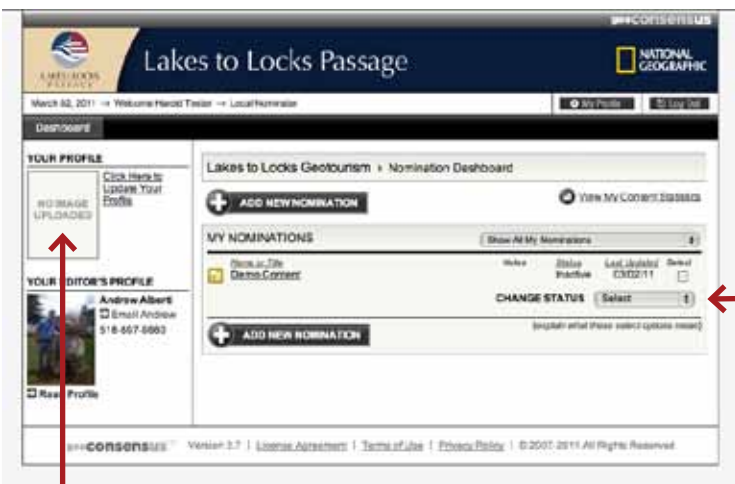 geoconsensus
LAKES TO LOCKS
PASSAGE
Lakes to Locks Passage
NATIONAL
GEOGRAPHIC
March 02, 2011 → Welcome Harold → Local Nominator
My Profile Log Out
Dashboard
YOUR PROFILE
Click Here to
Update Your
Profile
NO IMAGE
UPLOADED
Lakes to Locks Geotourism › Nomination Dashboard
ADD NEW NOMINATION
View My Content Statistics
MY NOMINATIONS
Show All My Nominations
Name or Title Notes Status Last Updated Select
Demo Content Inactive 03/02/11
CHANGE STATUS Select
ADD NEW NOMINATION
(explain what these select options mean)
YOUR EDITOR'S PROFILE
Andrew Alberti
Email Andrew
Read Profile
geoconsensus™ Version 3.7 | License Agreement | Terms of Use | Privacy Policy | © 2007-2011 All Rights Reserved